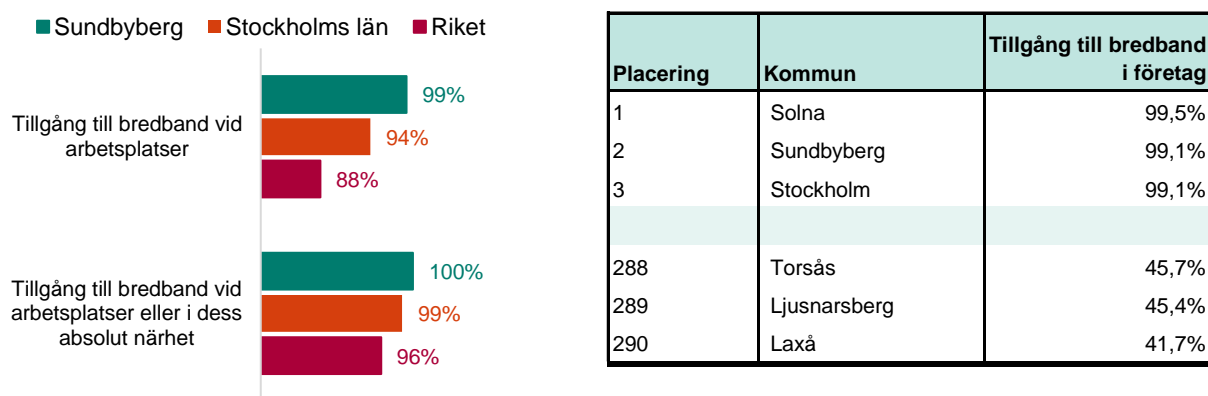 Sundbyberg Stockholms län Riket
Tillgång till bredband vid
arbetsplatser
99%
94%
88%
Tillgång till bredband vid
arbetsplatser eller i dess
absolut närhet
100%
99%
96%
Placering Kommun Tillgång till bredband
i företag
1 Solna 99,5%
2 Sundbyberg 99,1%
3 Stockholm 99,1%
288 Torsås 45,7%
289 Ljusnarsberg 45,4%
290 Laxå 41,7%